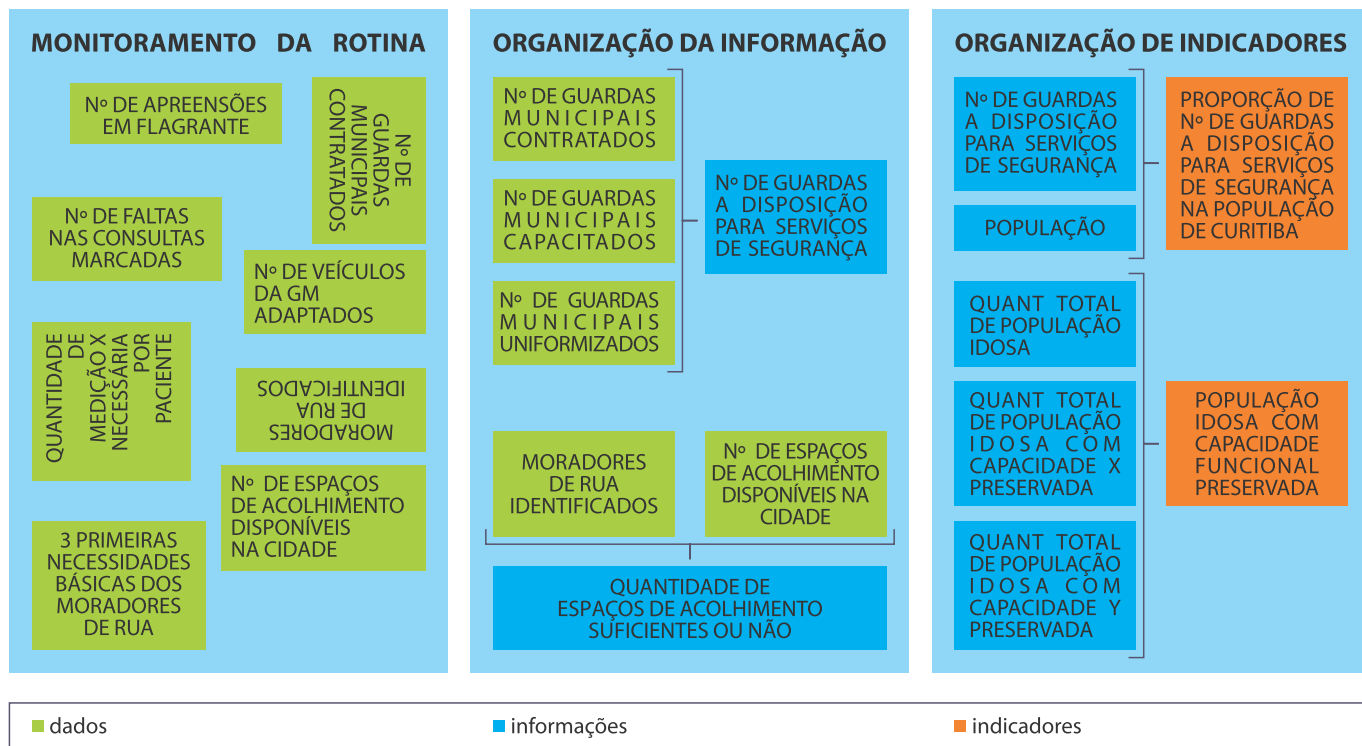 MONITORAMENTO DA ROTINA
Nº DE APREENSÕES
EM FLAGRANTE
Nº DE
GUARDAS
MUNICIPAIS
CONTRATADOS
Nº DE FALTAS
NAS CONSULTAS
MARCADAS
Nº DE VEÍCULOS
DA GM
ADAPTADOS
QUANTIDADE
DE
MEDIÇÃO X
NECESSÁRIA
POR
PACIENTE
MORADORES
DE RUA
IDENTIFICADOS
Nº DE ESPAÇOS
DE ACOLHIMENTO
DISPONÍVEIS
NA CIDADE
3 PRIMEIRAS
NECESSIDADES
BÁSICAS DOS
MORADORES
DE RUA
ORGANIZAÇÃO DA INFORMAÇÃO
Nº DE GUARDAS
MUNICIPAIS
CONTRATADOS
Nº DE GUARDAS
MUNICIPAIS
CAPACITADOS
Nº DE GUARDAS
MUNICIPAIS
UNIFORMIZADOS
Nº DE GUARDAS
A DISPOSIÇÃO
PARA SERVIÇOS
DE SEGURANÇA
MORADORES
DE RUA
IDENTIFICADOS
Nº DE ESPAÇOS
DE ACOLHIMENTO
DISPONÍVEIS NA
CIDADE
QUANTIDADE DE
ESPAÇOS DE ACOLHIMENTO
SUFICIENTES OU NÃO
ORGANIZAÇÃO DE INDICADORES
Nº DE GUARDAS
A DISPOSIÇÃO
PARA SERVIÇOS
DE SEGURANÇA
POPULAÇÃO
PROPORÇÃO DE
Nº DE GUARDAS
A DISPOSIÇÃO
PARA SERVIÇOS
DE SEGURANÇA
NA POPULAÇÃO
DE CURITIBA
QUANT TOTAL
DE POPULAÇÃO
IDOSA
QUANT TOTAL
DE POPULAÇÃO
IDOSA COM
CAPACIDADE X
PRESERVADA
QUANT TOTAL
DE POPULAÇÃO
IDOSA COM
CAPACIDADE Y
PRESERVADA
POPULAÇÃO
IDOSA COM
CAPACIDADE
FUNCIONAL
PRESERVADA
dados
informações
indicadores